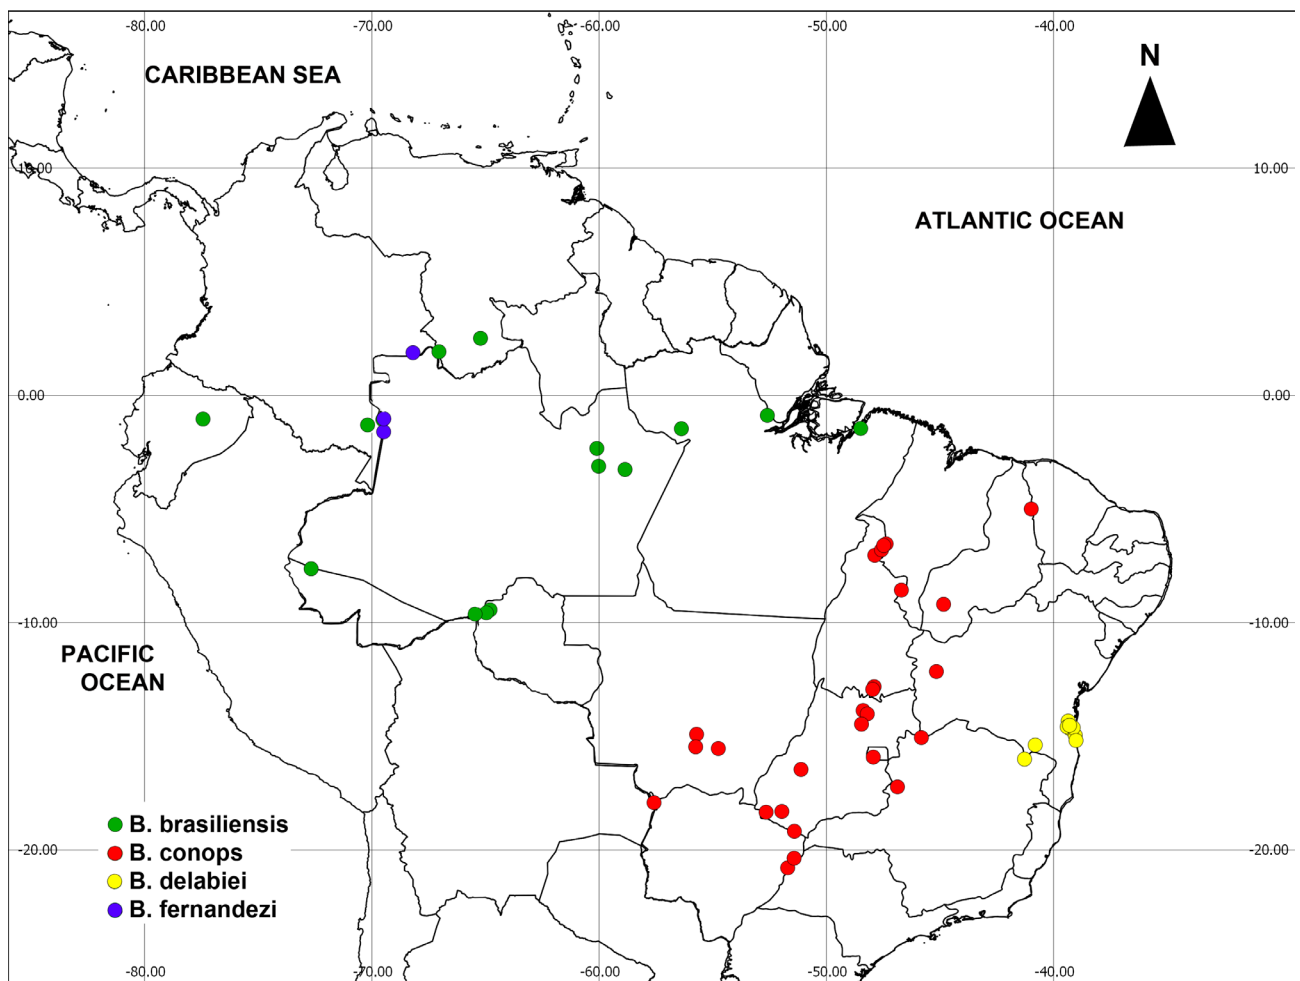 -80.00 -70.00 -60.00 -50.00 -40.00
N
CARIBBEAN SEA
10.00 10.00
ATLANTIC OCEAN
0.00 0.00
-10.00 -10.00
PACIFIC
OCEAN
B. brasiliensis
B. conops
-20.00 -20.00
B. delabiei
B. fernandezi
-80.00 -70.00 -60.00 -50.00 -40.00